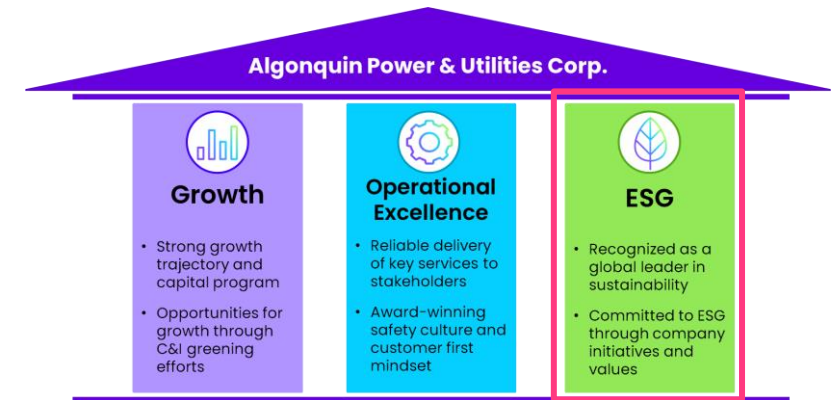 Algonquin Power & Utilities Corp.
Growth
• Strong growth
trajectory and
capital program
• Opportunities for
growth through
C&I greening
efforts
Operational
Excellence
• Reliable delivery
of key services to
stakeholders
• Award-winning
safety culture and
customer first
mindset
ESG
• Recognized as a
global leader in
sustainability
• Committed to ESG
through company
initiatives and
values